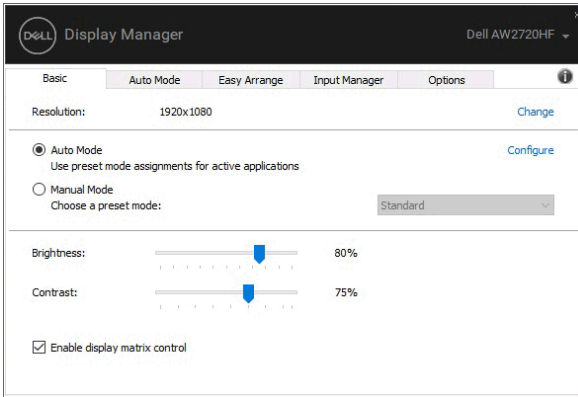 DELL Display Manager Dell AW2720HF
Basic Auto Mode Easy Arrange Input Manager Options
Resolution: 1920x1080 Change
Auto Mode Configure
Use preset mode assignments for active applications
Manual Mode
Choose a preset mode: Standard
Brightness: 80%
Contrast: 75%
Enable display matrix control